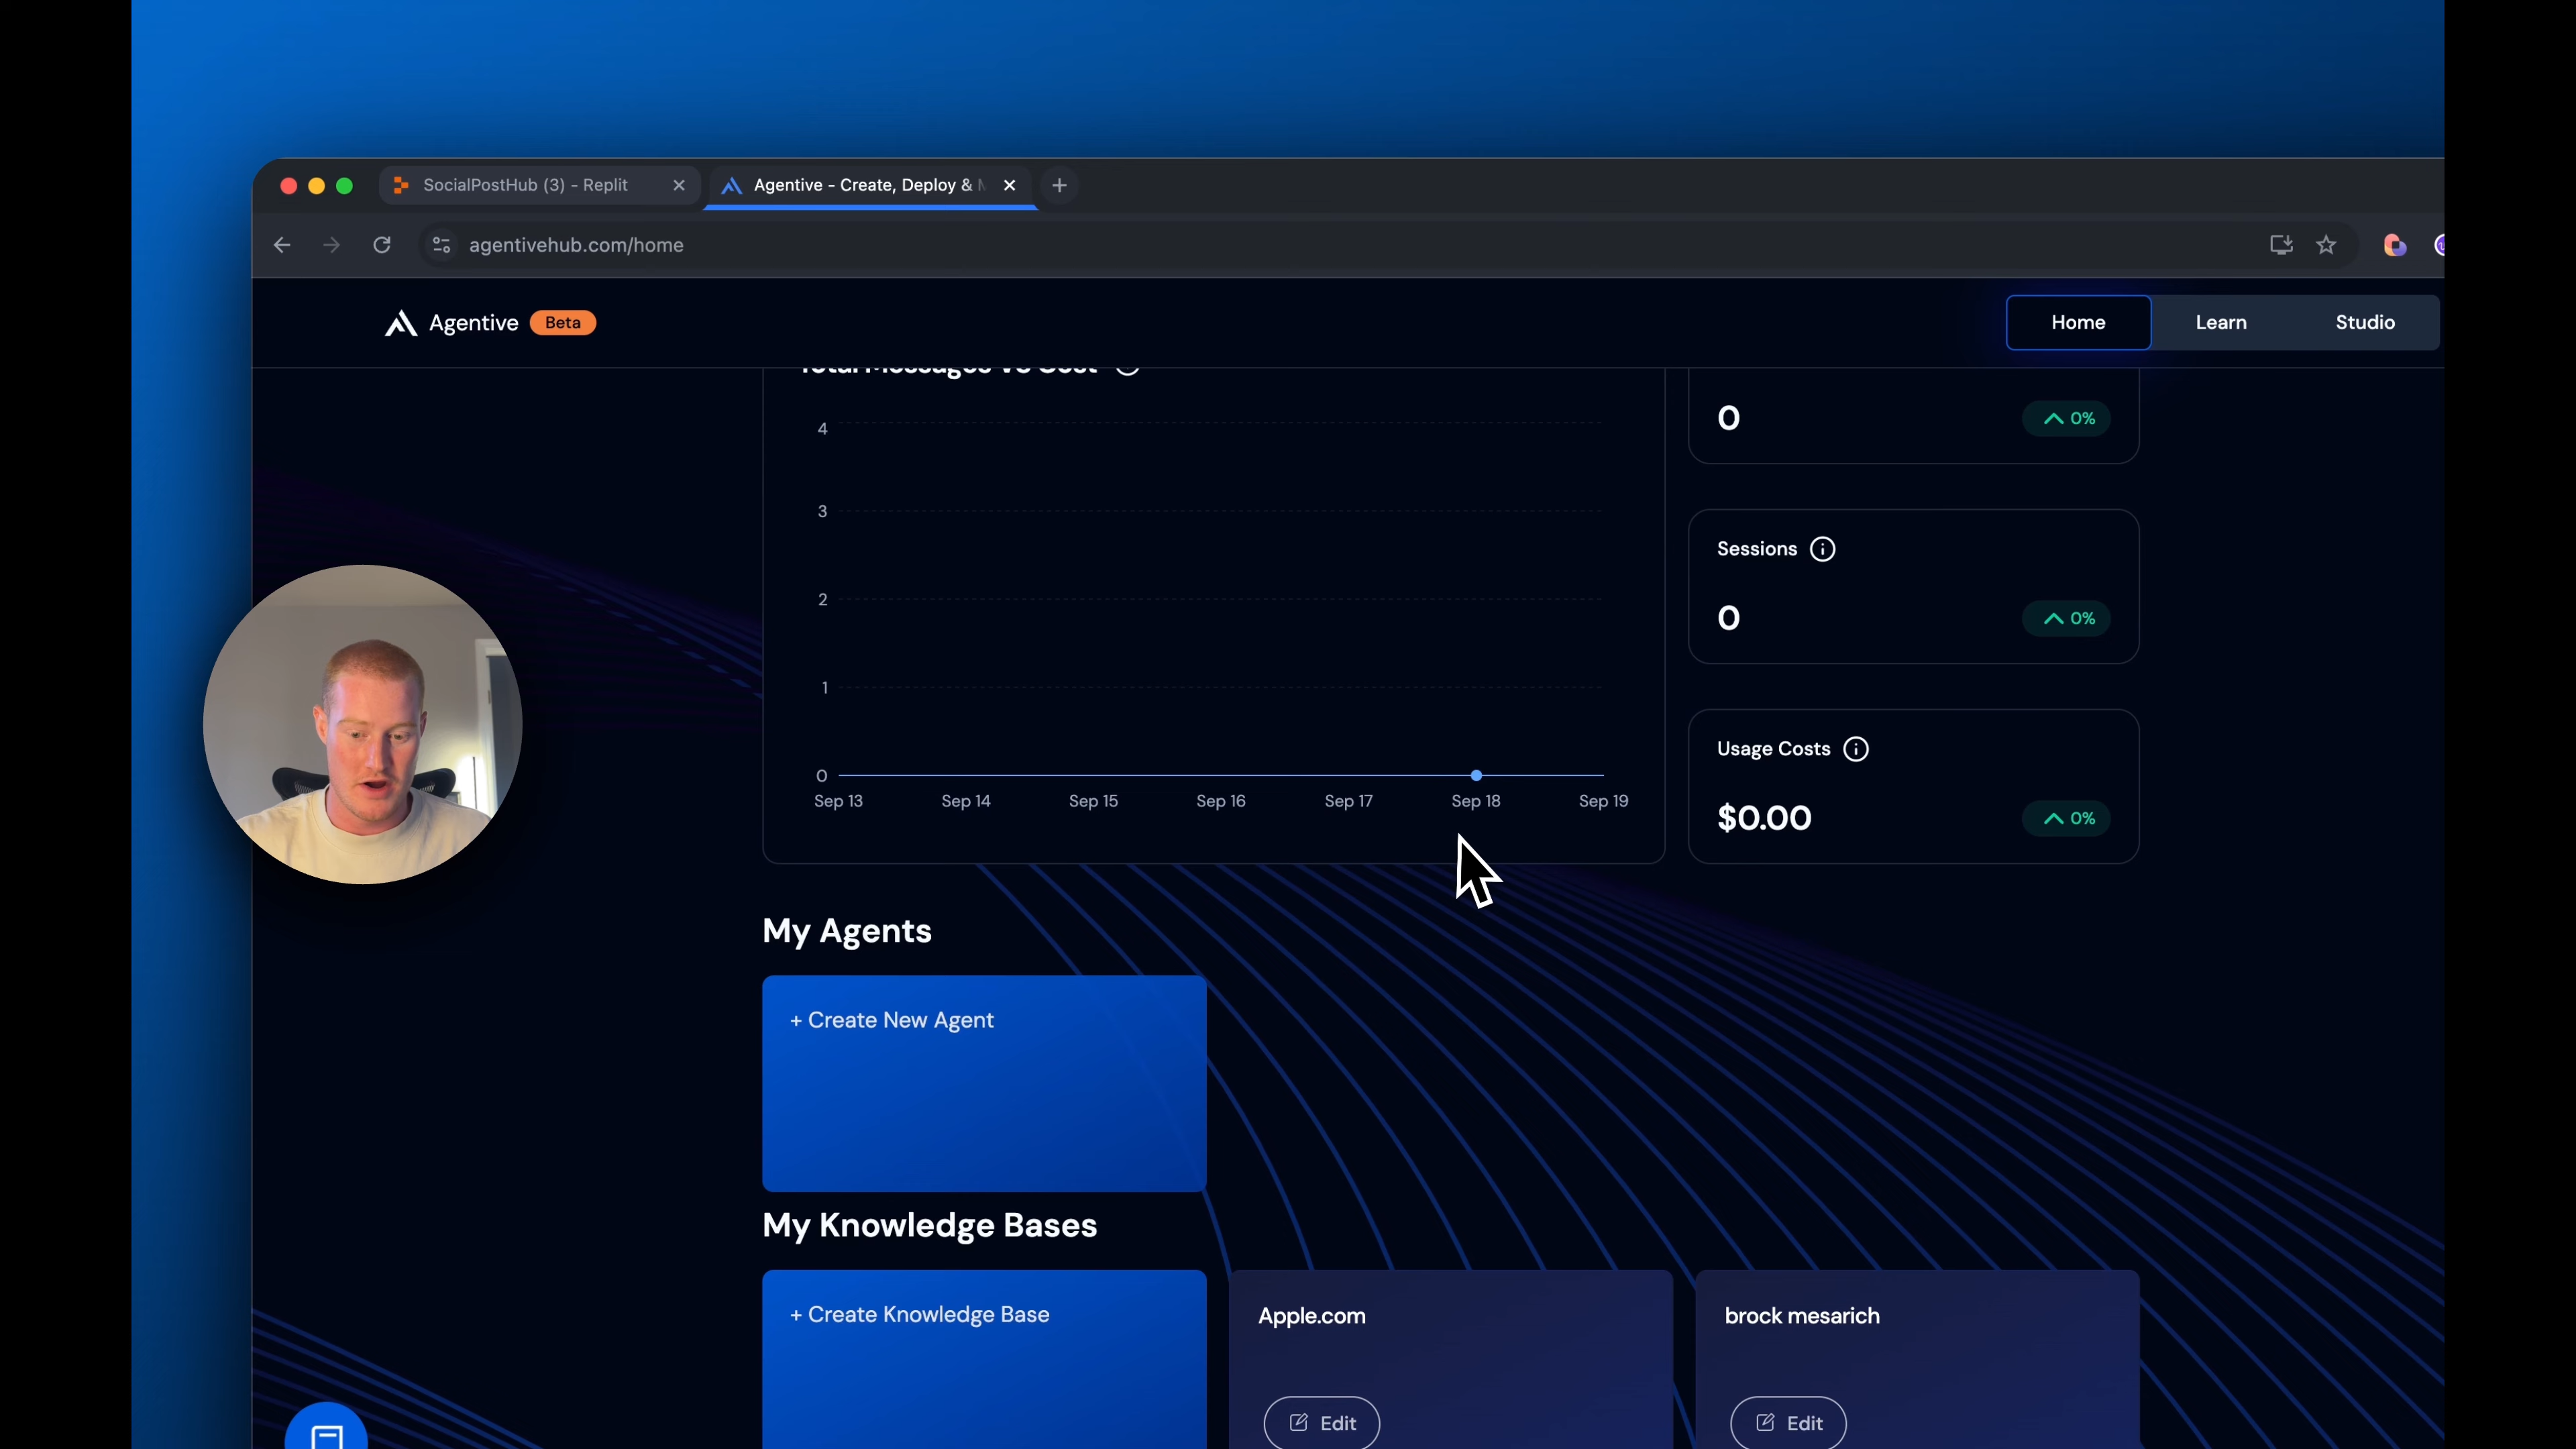 SocialPostHub (3) - Replit
Agentive - Create, Deploy &
agentivehub.com/home
Agentive Beta
Home Learn Studio
Total Messages Vs Cost
4
3
2
1
0
Sep 13 Sep 14 Sep 15 Sep 16 Sep 17 Sep 18 Sep 19
0 0%
Sessions
0 0%
Usage Costs
$0.00 0%
My Agents
+ Create New Agent
My Knowledge Bases
+ Create Knowledge Base
Apple.com
Edit
brock mesarich
Edit